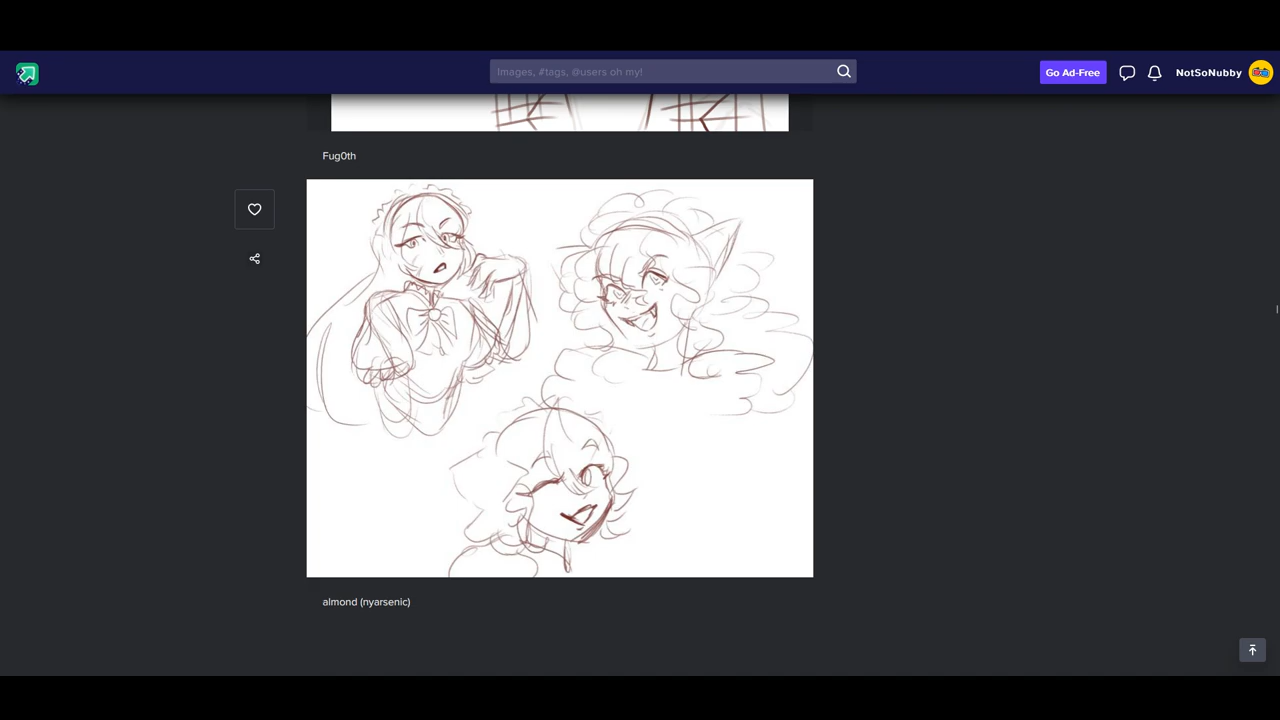 Images, #tags, @users oh my!
Go Ad-Free
NotSoNubby
Fug0th
almond (nyarsenic)